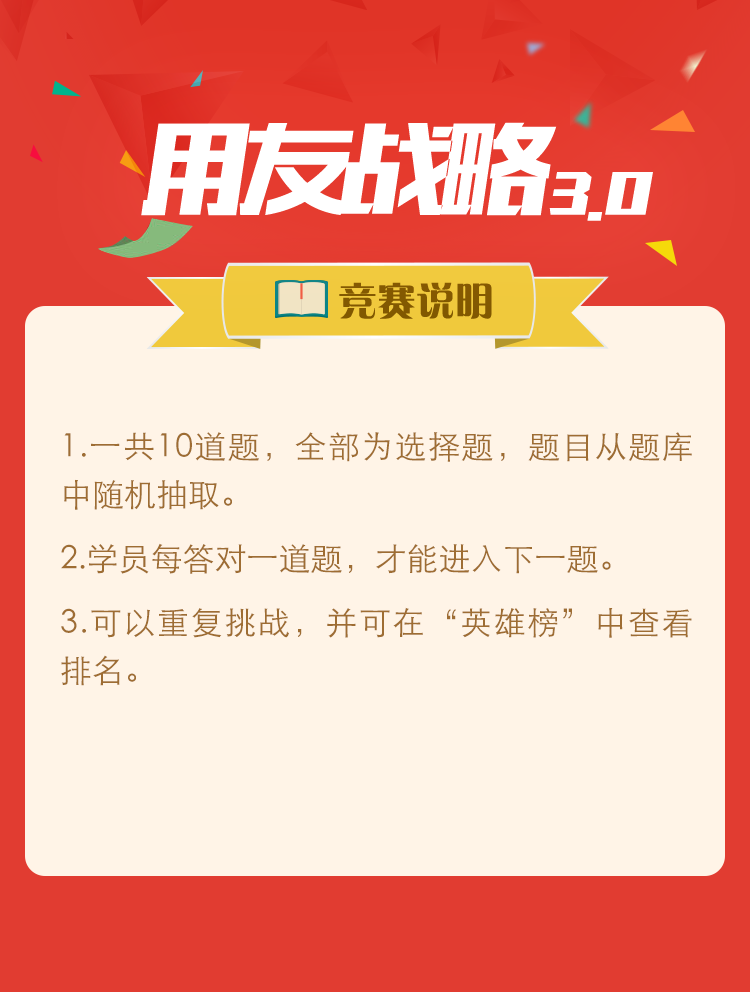 用友战略3.0
竞赛说明
1.一共10道题，全部为选择题，题目从题库
中随机抽取。
2.学员每答对一道题，才能进入下一题。
3.可以重复挑战，并可在“英雄榜”中查看
排名。